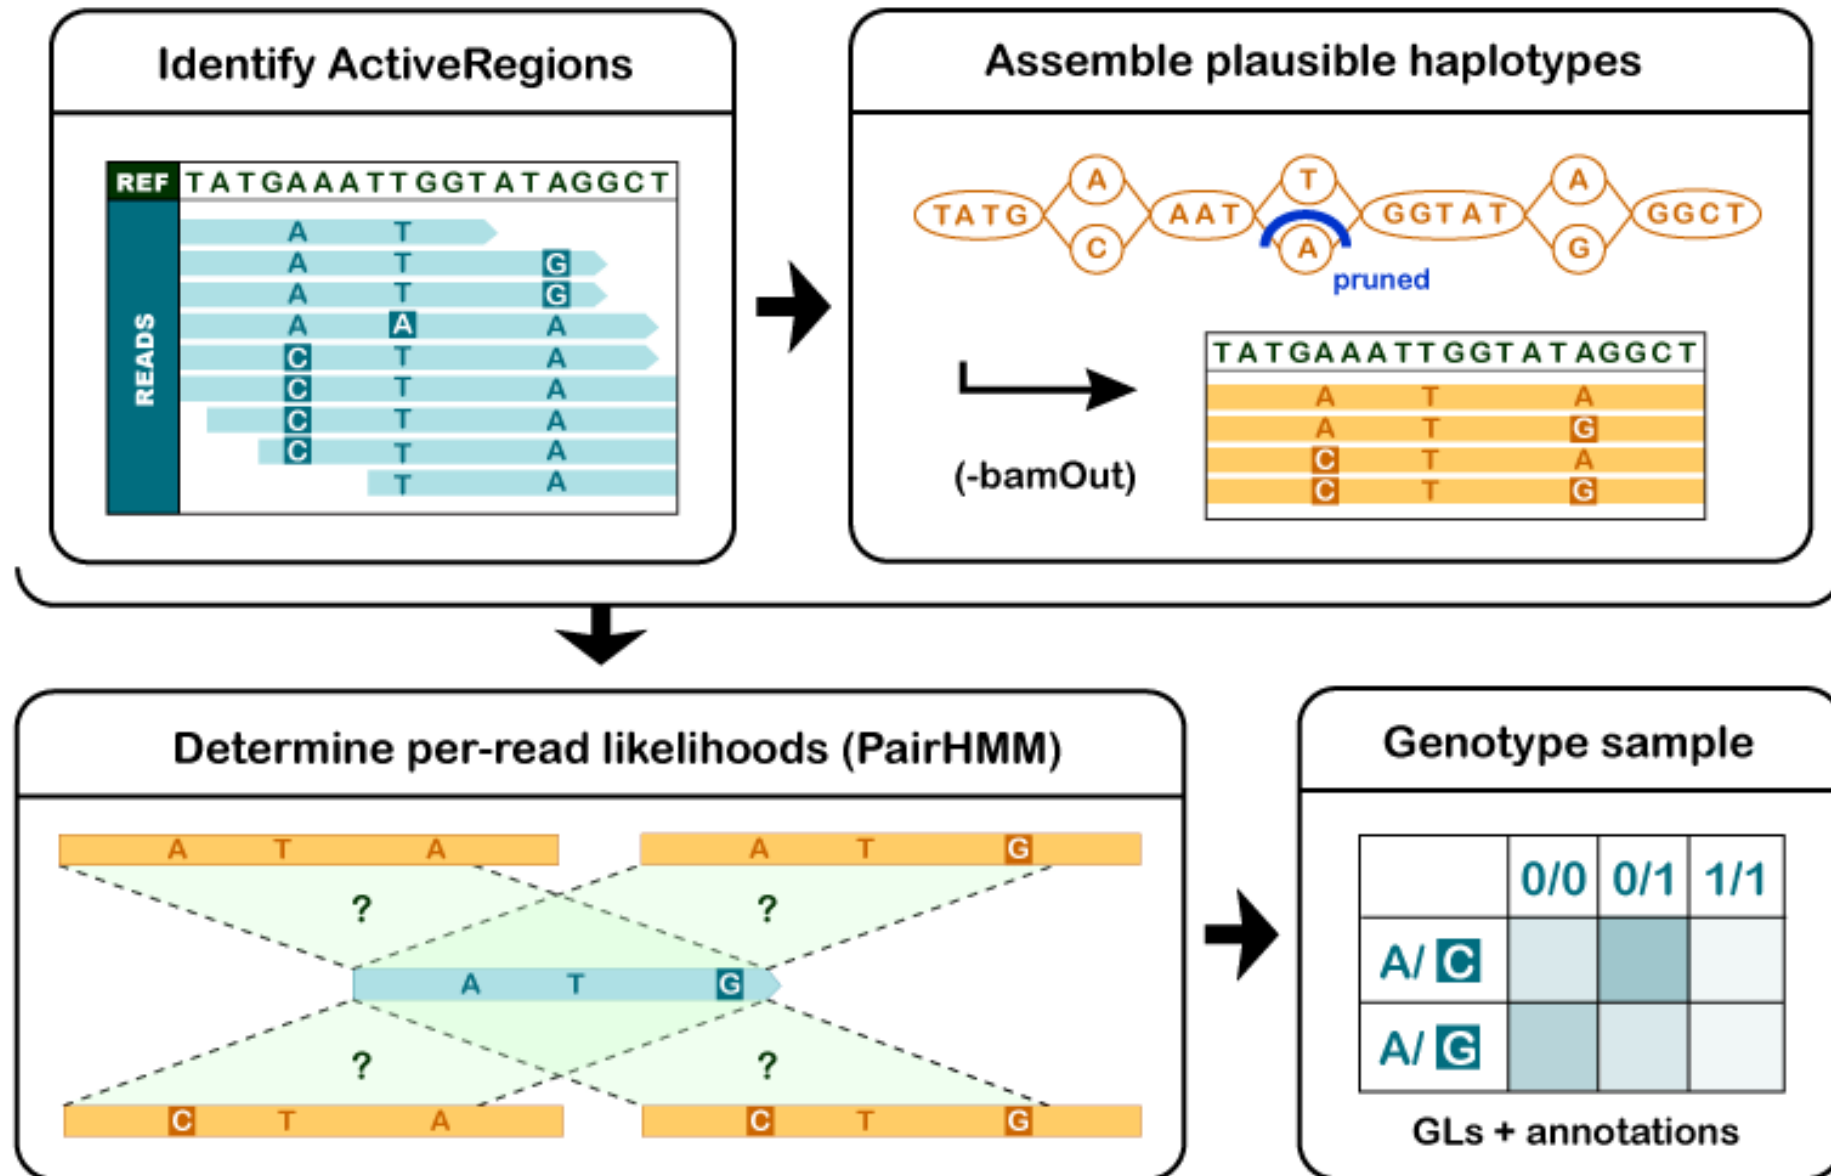 Identify ActiveRegions
REF TATGAAATTGGTATAGGCT
READS
A T
A T G
A T G
A A A
C T A
C T A
C T A
C T A
T A
Assemble plausible haplotypes
A T A
TATG AAT GGTAT GGCT
C A G
pruned
(-bamOut)
TATGAAATTGGTATAGGCT
A T A
A T G
C T A
C T G
Determine per-read likelihoods (PairHMM)
A T A A T G
? ?
A T G
? ?
C T A C T G
Genotype sample
0/0 0/1 1/1
A/ C
A/ G
GLs + annotations